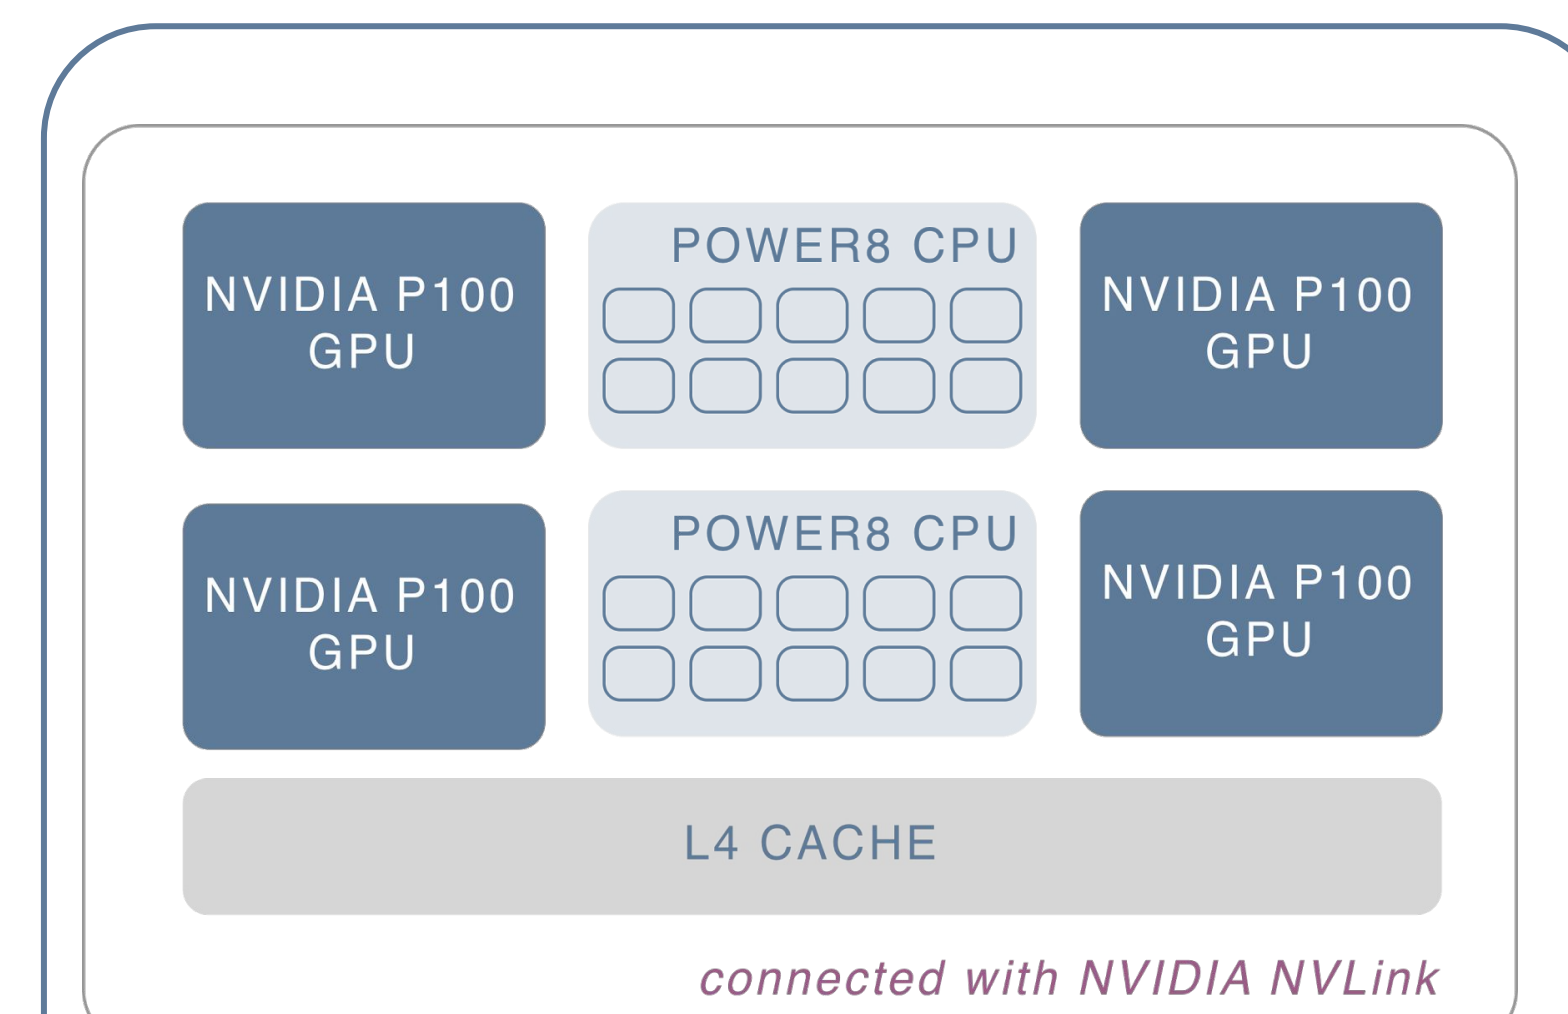 NVIDIA P100
GPU
POWER8 CPU
NVIDIA P100
GPU
NVIDIA P100
GPU
POWER8 CPU
NVIDIA P100
GPU
L4 CACHE
connected with NVIDIA NVLink